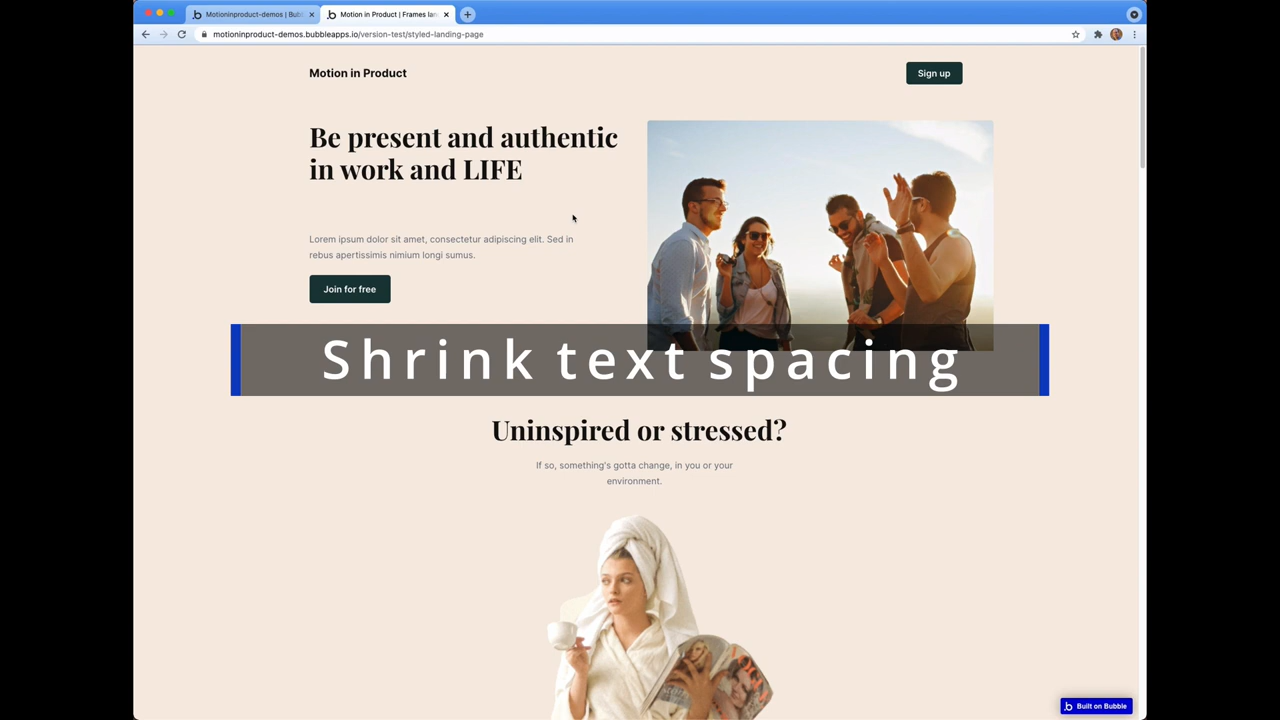 Motioninproduct-demos | Bubb
Motion in Product | Frames lan
motioninproduct-demos.bubbleapps.io/version-test/styled-landing-page
Motion in Product
Sign up
Be present and authentic
in work and LIFE
Lorem ipsum dolor sit amet, consectetur adipiscing elit. Sed in
rebus apertissimis nimium longi sumus.
Join for free
Shrink text spacing
Uninspired or stressed?
If so, something's gotta change, in you or your
environment.
Built on Bubble